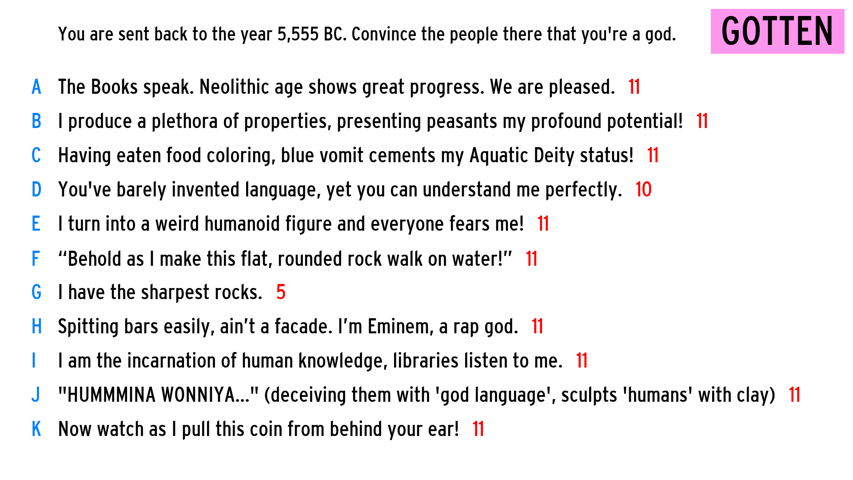 You are sent back to the year 5,555 BC. Convince the people there that you're a god.
GOTTEN
A The Books speak. Neolithic age shows great progress. We are pleased. 11
B I produce a plethora of properties, presenting peasants my profound potential! 11
C Having eaten food coloring, blue vomit cements my Aquatic Deity status! 11
D You've barely invented language, yet you can understand me perfectly. 10
E I turn into a weird humanoid figure and everyone fears me! 11
F “Behold as I make this flat, rounded rock walk on water!” 11
G I have the sharpest rocks. 5
H Spitting bars easily, ain’t a facade. I’m Eminem, a rap god. 11
I I am the incarnation of human knowledge, libraries listen to me. 11
J "HUMMMINA WONNIYA..." (deceiving them with 'god language', sculpts 'humans' with clay) 11
K Now watch as I pull this coin from behind your ear! 11